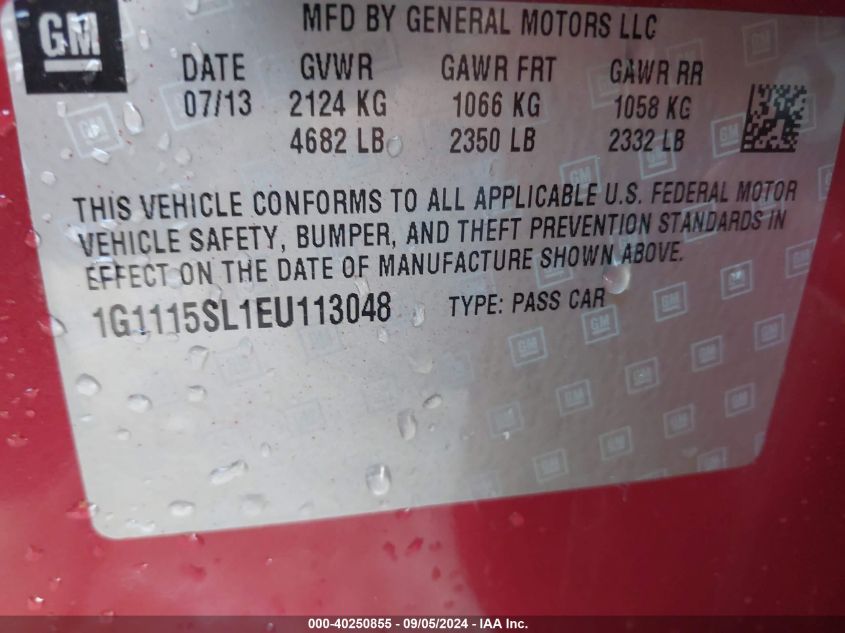 GM
MFD BY GENERAL MOTORS LLC
DATE GVWR GAWR FRT GAWR RR
07/13 2124 KG 1066 KG 1058 KG
4682 LB 2350 LB 2332 LB
THIS VEHICLE CONFORMS TO ALL APPLICABLE U.S. FEDERAL MOTOR
VEHICLE SAFETY, BUMPER, AND THEFT PREVENTION STANDARDS IN
EFFECT ON THE DATE OF MANUFACTURE SHOWN ABOVE.
1G1115SL1EU113048 TYPE: PASS CAR
000-40250855 - 09/05/2024 - IAA Inc.